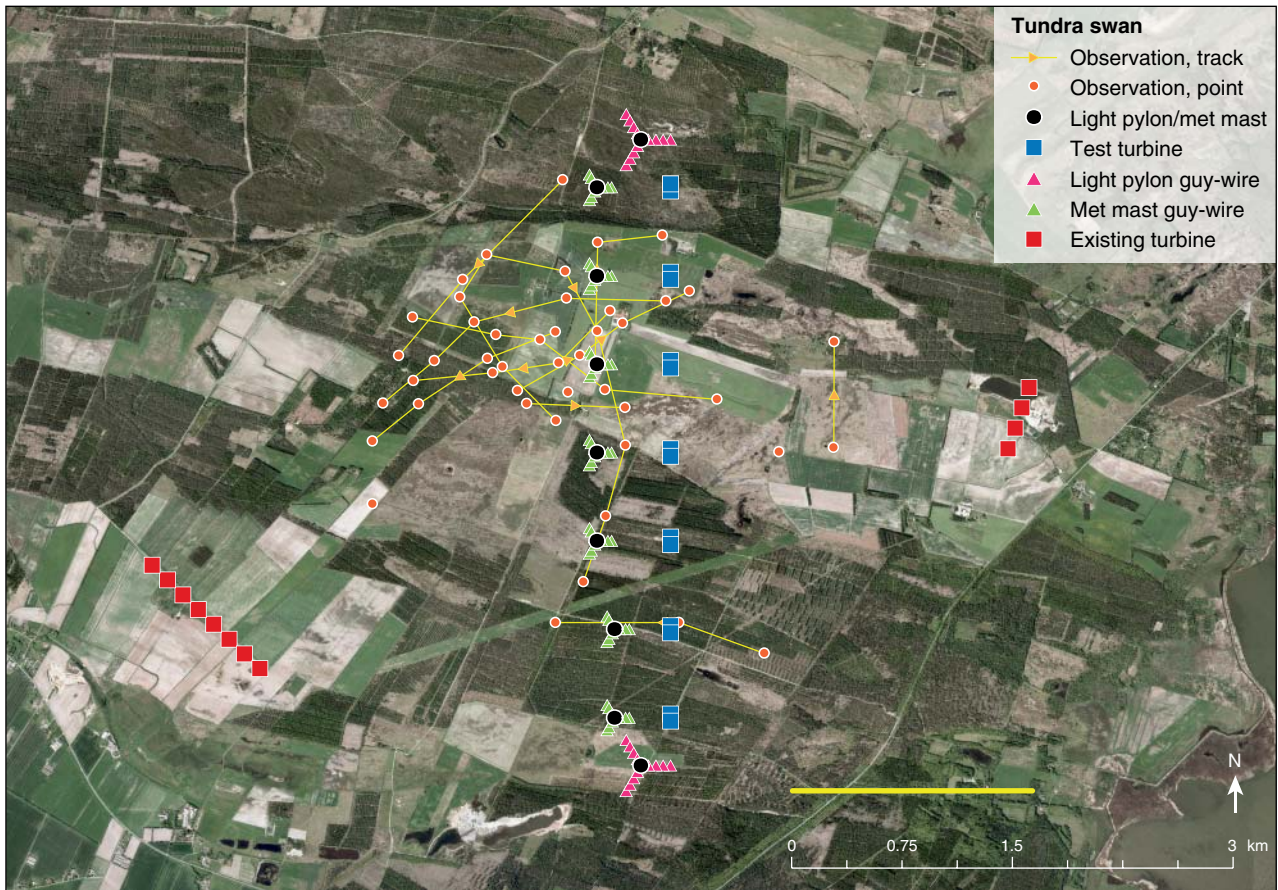 Tundra swan
Observation, track
Observation, point
Light pylon/met mast
Test turbine
Light pylon guy-wire
Met mast guy-wire
Existing turbine
N
0 0.75 1.5 3 km